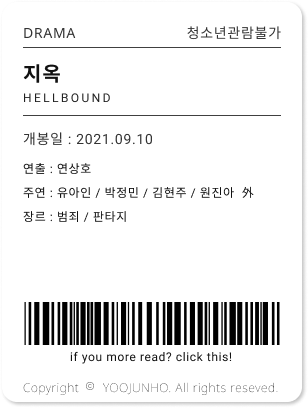 DRAMA 청소년관람불가
지옥
HELLBOUND
개봉일 : 2021.09.10
연출 : 연상호
주연 : 유아인 / 박정민 / 김현주 / 원진아 外
장르 : 범죄 / 판타지
if you more read? click this!
Copyright © YOOJUNHO. All rights reserved.